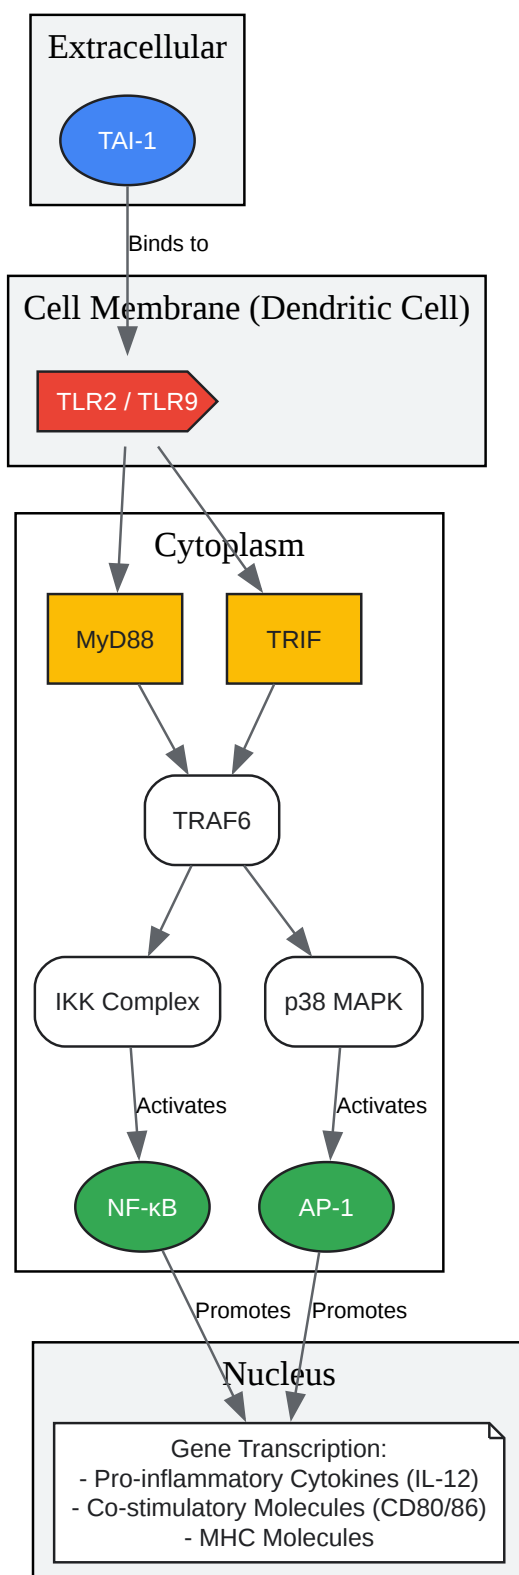 Extracellular
TAI-1
Binds to
Cell Membrane (Dendritic Cell)
TLR2 / TLR9
Cytoplasm
MyD88
TRIF
TRAF6
IKK Complex
p38 MAPK
Activates
Activates
NF-κB
AP-1
Promotes
Promotes
Nucleus
Gene Transcription:
- Pro-inflammatory Cytokines (IL-12)
- Co-stimulatory Molecules (CD80/86)
- MHC Molecules